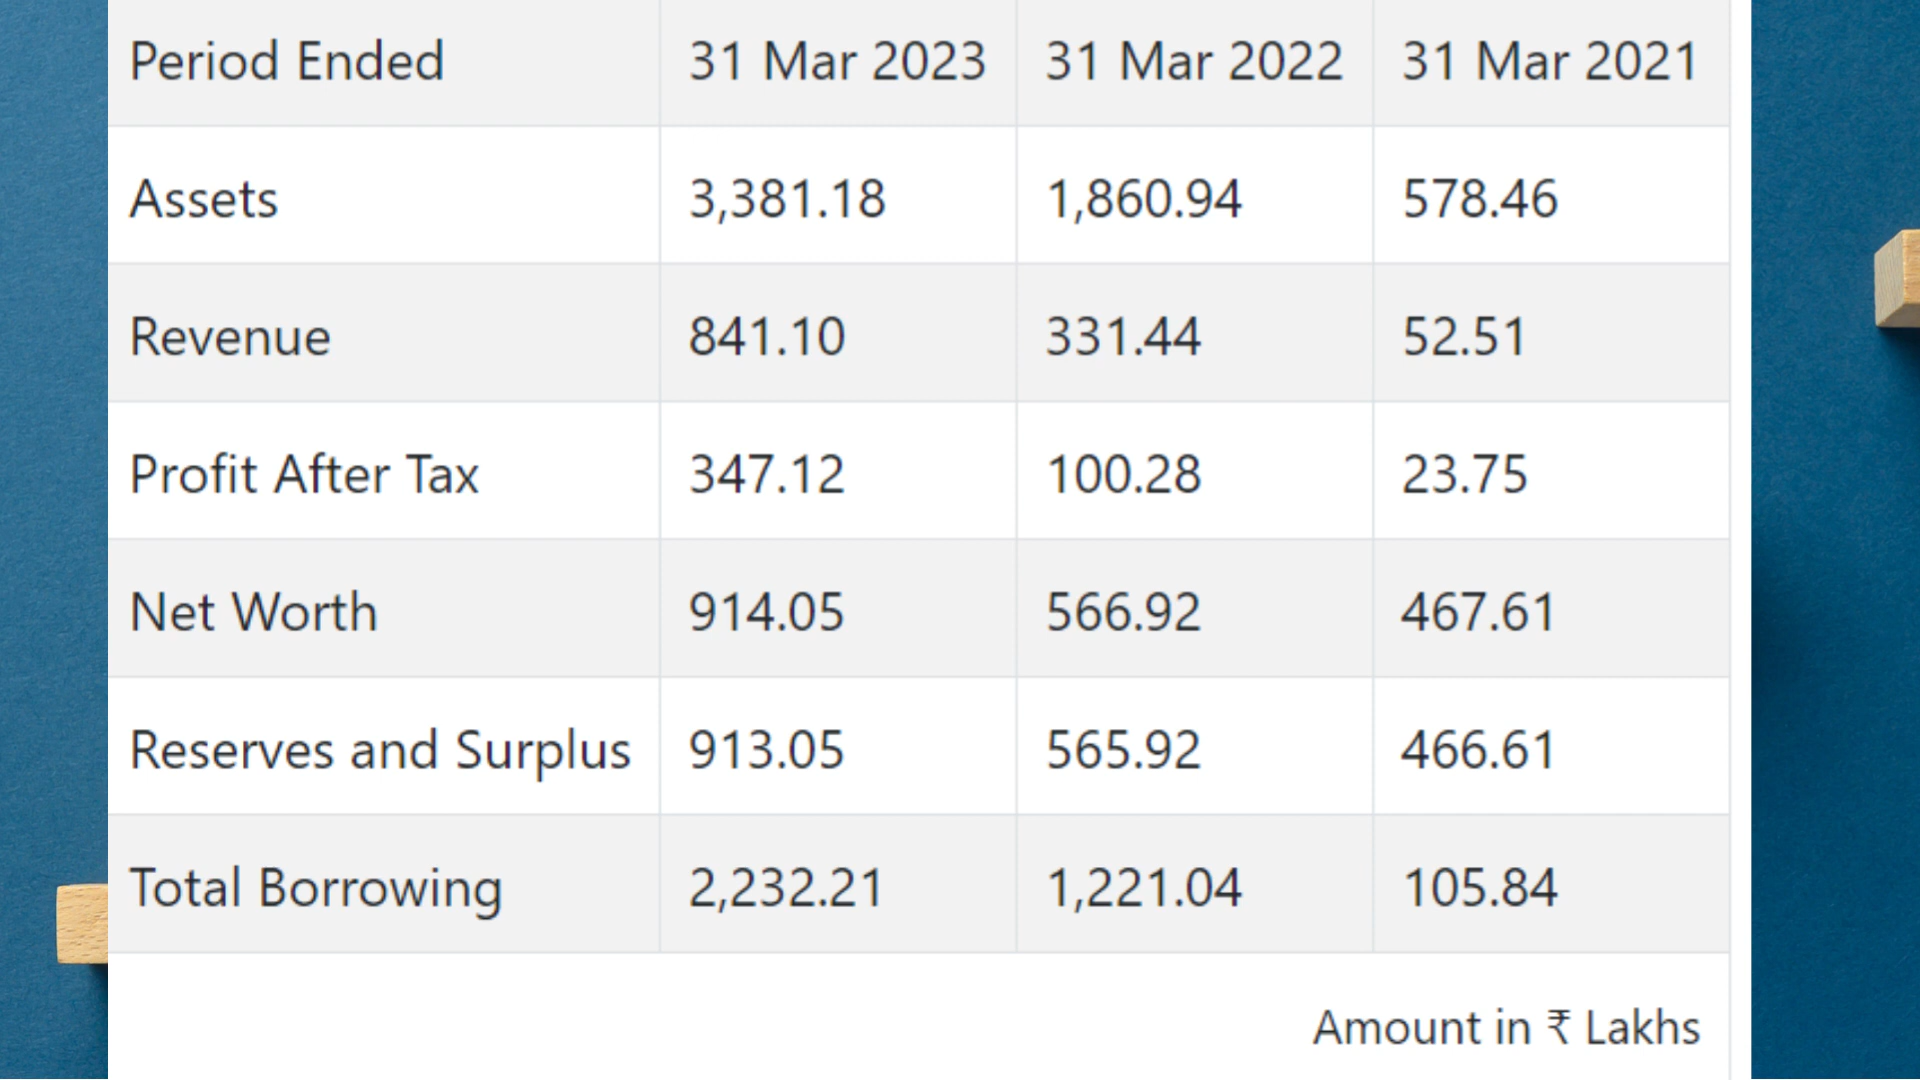 Period Ended 31 Mar 2023 31 Mar 2022 31 Mar 2021
Assets 3,381.18 1,860.94 578.46
Revenue 841.10 331.44 52.51
Profit After Tax 347.12 100.28 23.75
Net Worth 914.05 566.92 467.61
Reserves and Surplus 913.05 565.92 466.61
Total Borrowing 2,232.21 1,221.04 105.84
Amount in ₹ Lakhs